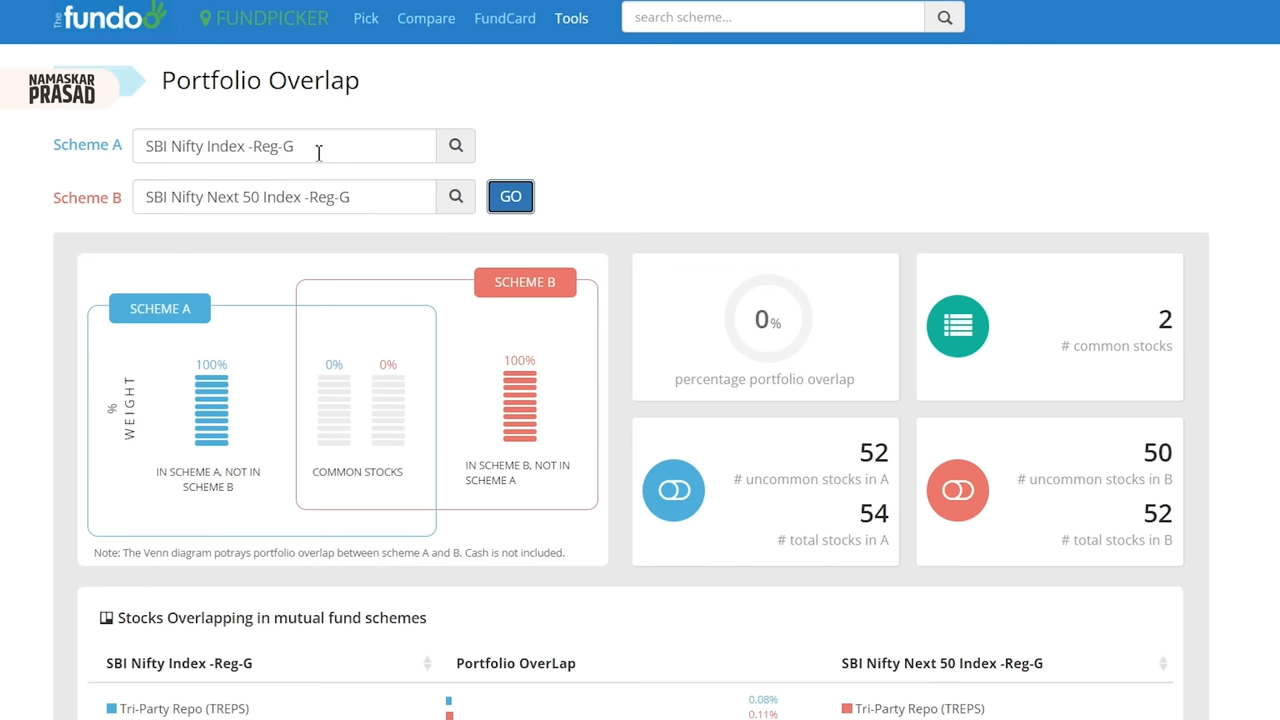 The
fundoo
FUNDPICKER
Pick
Compare
FundCard
Tools
search scheme...
NAMASKAR
PRASAD
Portfolio Overlap
Scheme A
SBI Nifty Index -Reg-G
Scheme B
SBI Nifty Next 50 Index -Reg-G
GO
SCHEME A
SCHEME B
% WEIGHT
100%
0%
0%
100%
IN SCHEME A, NOT IN
SCHEME B
COMMON STOCKS
IN SCHEME B, NOT IN
SCHEME A
Note: The Venn diagram potrays portfolio overlap between scheme A and B. Cash is not included.
0%
percentage portfolio overlap
2
# common stocks
52
# uncommon stocks in A
54
# total stocks in A
50
# uncommon stocks in B
52
# total stocks in B
Stocks Overlapping in mutual fund schemes
SBI Nifty Index -Reg-G
Portfolio OverLap
SBI Nifty Next 50 Index -Reg-G
Tri-Party Repo (TREPS)
0.08%
0.11%
Tri-Party Repo (TREPS)